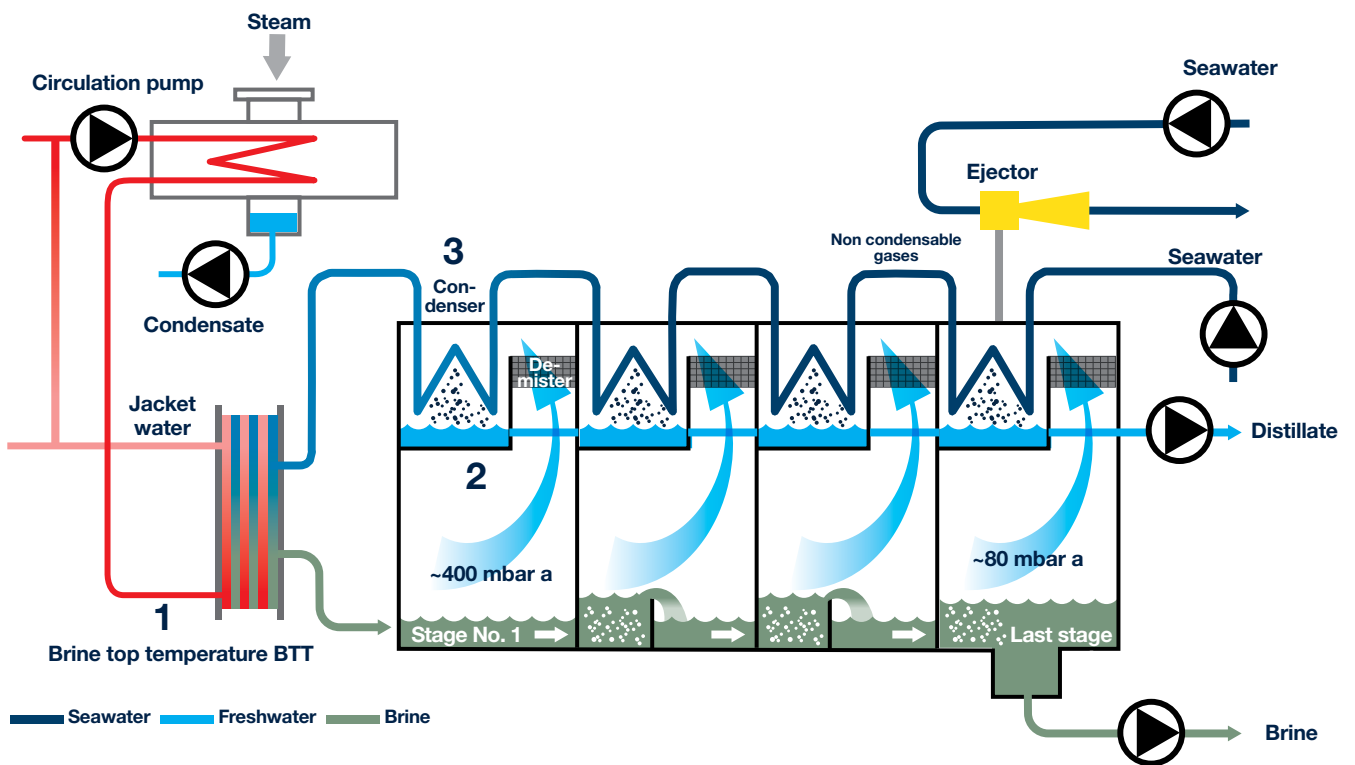 Steam
Circulation pump
Seawater
Ejector
Non condensable
gases
3
Con-
denser
Seawater
Condensate
De-
mister
Jacket
water
Distillate
2
~400 mbar a
~80 mbar a
1
Stage No. 1
Last stage
Brine top temperature BTT
Seawater
Freshwater
Brine
Brine